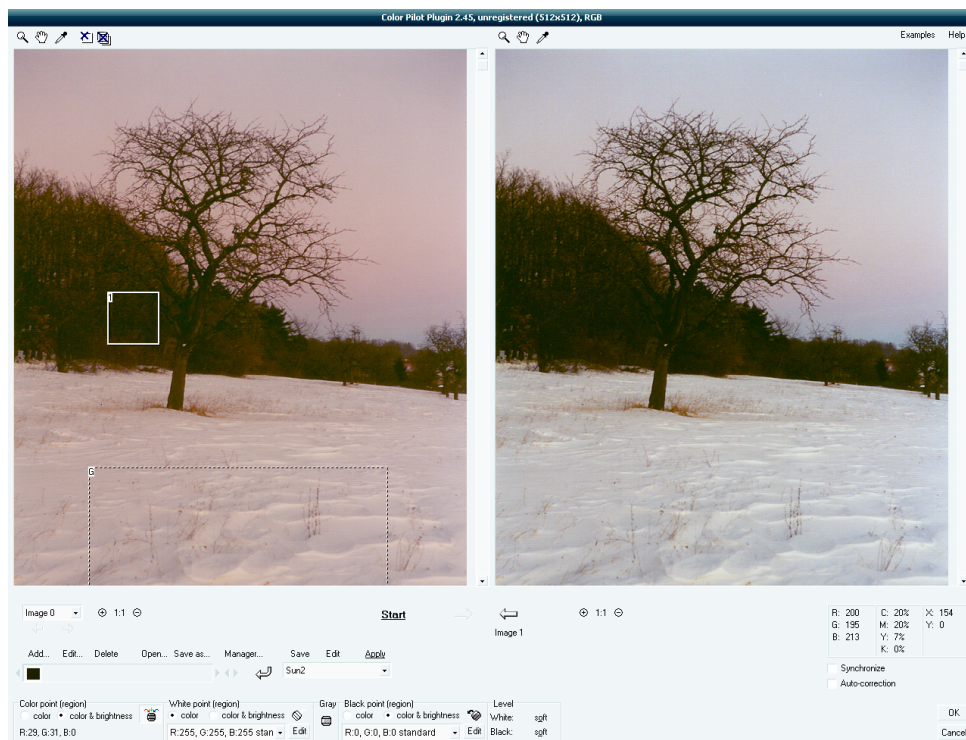 Color Pilot Plugin 2.45, unregistered (512x512), RGB
Examples Help
1
G
Image 0 1:1 Start
Image 1 1:1
R: 200 C: 20% X: 154
G: 195 M: 20% Y: 0
B: 213 Y: 7%
K: 0%
Add... Edit... Delete Open... Save as... Manager... Save Edit Apply
Sun2
Synchronize
Auto-correction
Color point (region) White point (region) Gray Black point (region) Level
color color & brightness color color & brightness color color & brightness White: soft
R:29, G:31, B:0 R:255, G:255, B:255 stan Edit R:0, G:0, B:0 standard Edit Black: soft
OK
Cancel